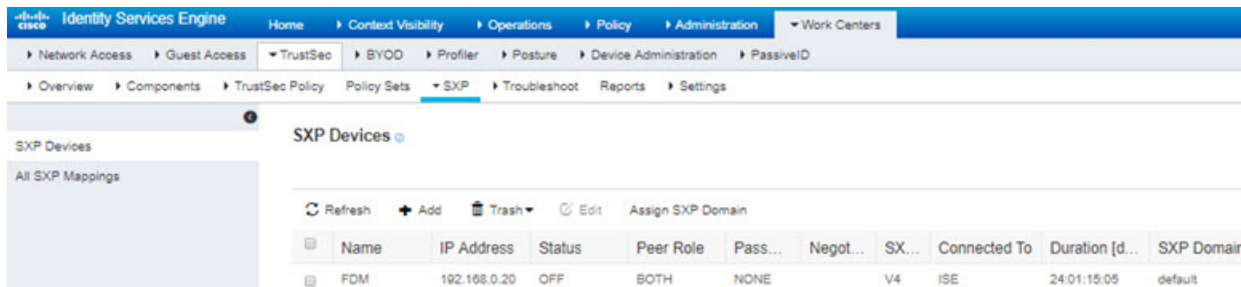 cisco Identity Services Engine Home Context Visibility Operations Policy Administration Work Centers
Network Access Guest Access TrustSec BYOD Profiler Posture Device Administration PassiveID
Overview Components TrustSec Policy Policy Sets SXP Troubleshoot Reports Settings
SXP Devices
All SXP Mappings
SXP Devices
Refresh Add Trash Edit Assign SXP Domain
Name IP Address Status Peer Role Pass... Negot... SX... Connected To Duration [d... SXP Domain
FDM 192.168.0.20 OFF BOTH NONE V4 ISE 24:01:15:05 default